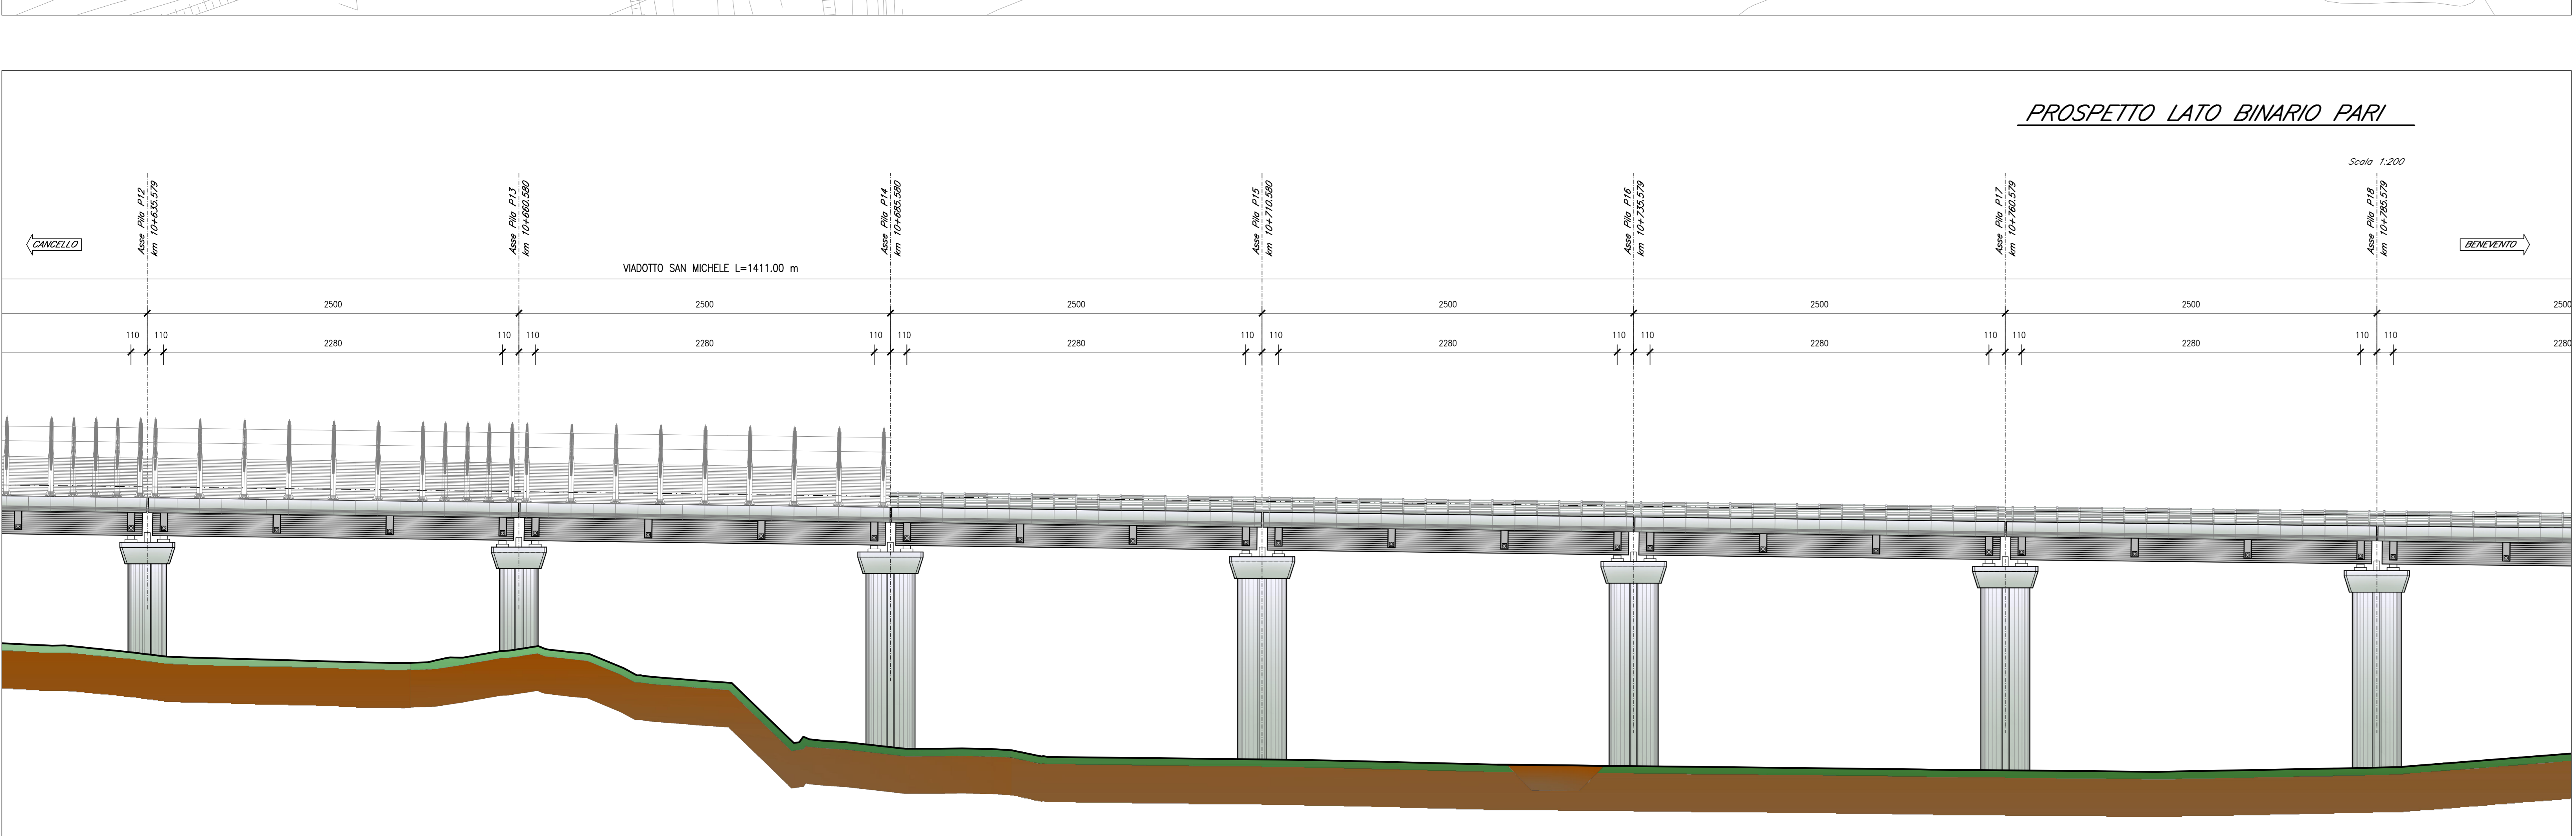 PROSPETTO LATO BINARIO PARI
Scala 1:200
Asse Pila P12
km 10+635.579
Asse Pila P13
km 10+660.580
Asse Pila P14
km 10+685.580
Asse Pila P15
km 10+710.580
Asse Pila P16
km 10+735.579
Asse Pila P17
km 10+760.579
Asse Pila P18
km 10+785.579
CANCELLO
BENEVENTO
VIADOTTO SAN MICHELE L=1411.00 m
2500 2500 2500 2500 2500 2500 2500
110 110 110 110 110 110 110 110 110 110 110 110 110 110
2280 2280 2280 2280 2280 2280 2280